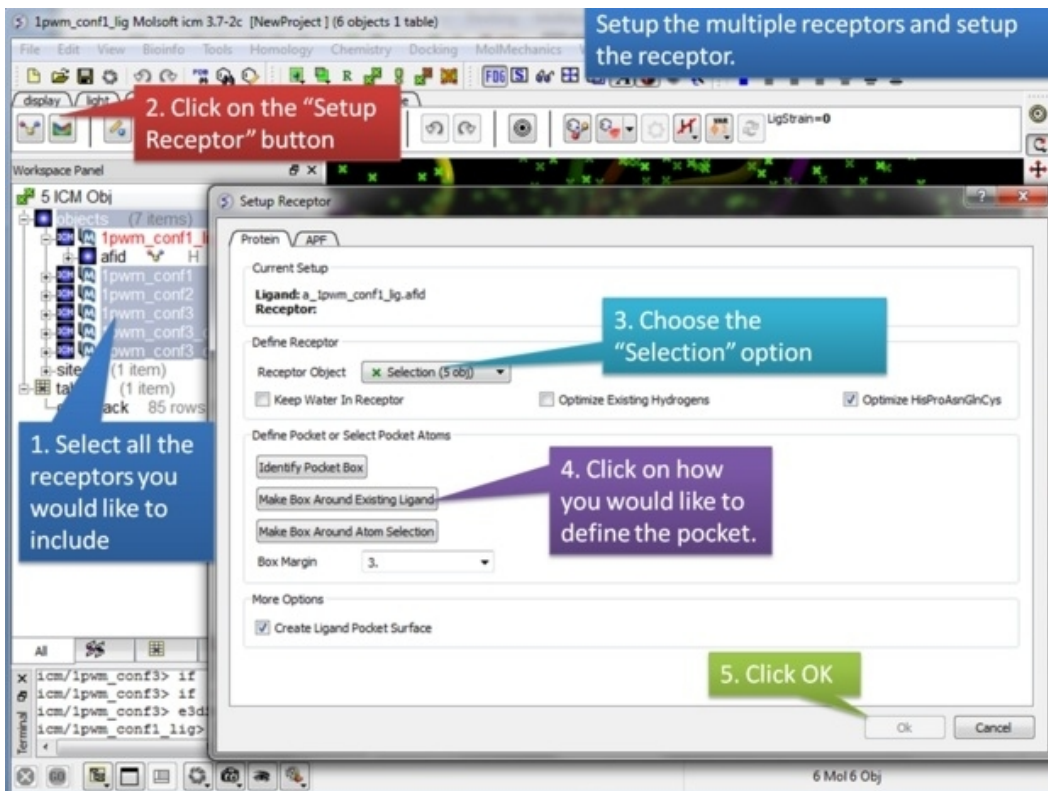 1pwm_conf1_lig Molsoft icm 3.7-2c [NewProject ] (6 objects 1 table)
Setup the multiple receptors and setup
the receptor.
File Edit View Bioinfo Tools Homology Chemistry Docking MolMechanics
R FOG S
display light
2. Click on the "Setup
Receptor" button
LigStrain=0
Workspace Panel
5 ICM Obj
objects (7 items)
1pwm_conf1_l
afid H
1pwm_conf1
1pwm_conf2
1pwm_conf3
1pwm_conf3_
wm_conf3_
site (1 item)
ta (1 item)
ack 85 rows
1. Select all the
receptors you
would like to
include
Setup Receptor
Protein APF
Current Setup
Ligand: a_1pwm_conf1_lig.afid
Receptor:
3. Choose the
"Selection" option
Define Receptor
Receptor Object Selection (5 obj)
Keep Water In Receptor Optimize Existing Hydrogens Optimize HisProAsnGlnCys
Define Pocket or Select Pocket Atoms
Identify Pocket Box
Make Box Around Existing Ligand
Make Box Around Atom Selection
4. Click on how
you would like to
define the pocket.
Box Margin 3.
More Options
Create Ligand Pocket Surface
5. Click OK
Ok Cancel
All
Terminal
icm/1pwm_conf3> if
icm/1pwm_conf3> if
icm/1pwm_conf3> e3d
icm/1pwm_conf1_lig>
GO
6 Mol 6 Obj